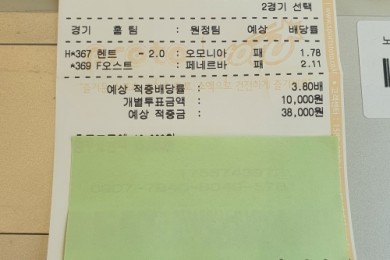 2경기 선택
경기 홈 팀 : 원정팀 예상 배당률
H*367 헨트 - 2.0 : 오모니아 패 1.78
*369 F오스트 : 페네르바 패 2.11
예상 적중배당률 : 3.80배
개별투표금액 : 10,000원
예상 적중금 : 38,000원
노